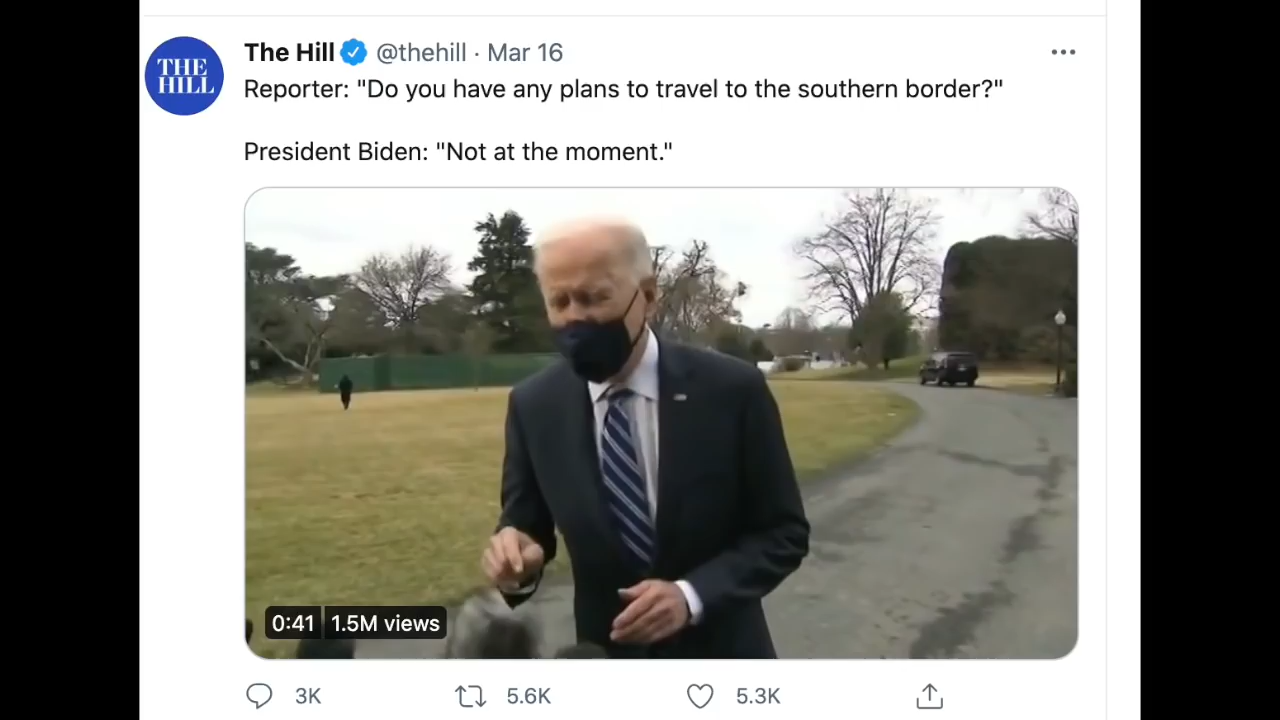 THE
HILL
The Hill @thehill · Mar 16
Reporter: "Do you have any plans to travel to the southern border?"
President Biden: "Not at the moment."
0:41 1.5M views
3K 5.6K 5.3K